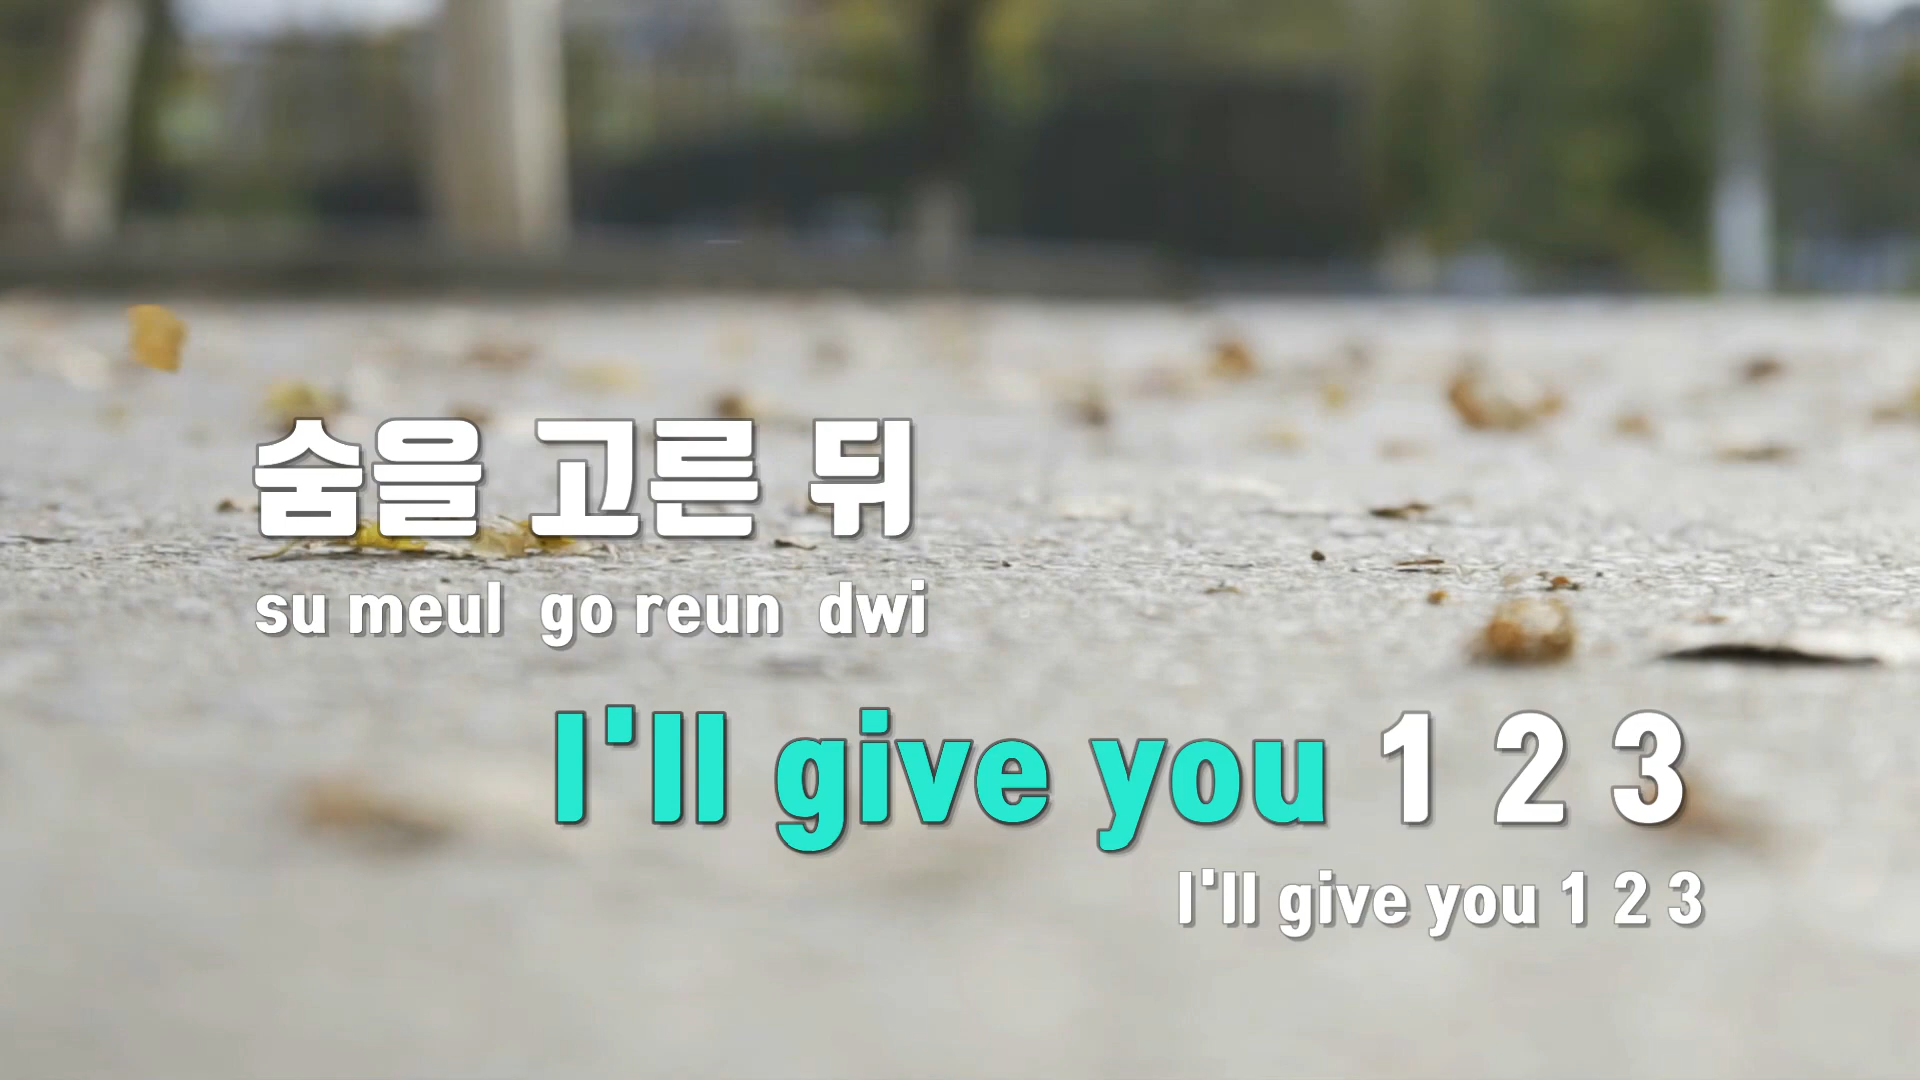 숨을 고른 뒤
su meul go reun dwi
I'll give you 1 2 3
I'll give you 1 2 3